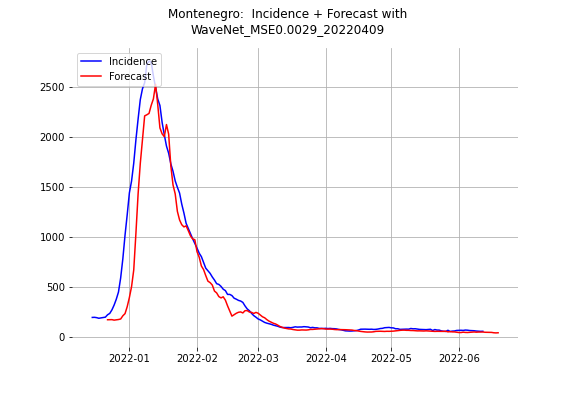 Montenegro:  Incidence + Forecast with
WaveNet_MSE0.0029_20220409
Incidence
Forecast
2500
2000
1500
1000
500
0
2022-01 2022-02 2022-03 2022-04 2022-05 2022-06